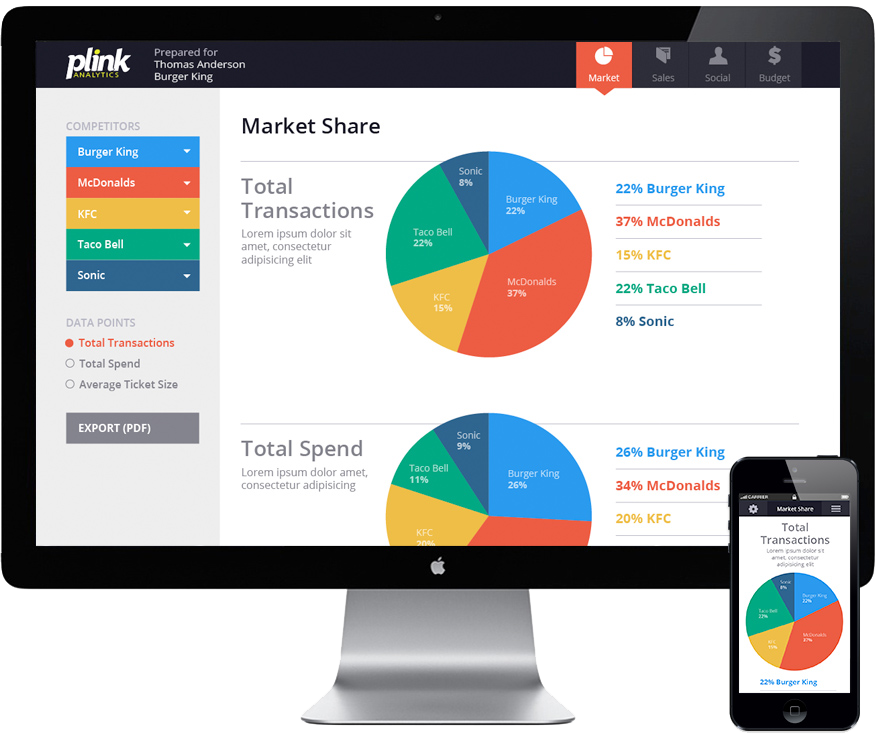 plink
ANALYTICS
Prepared for
Thomas Anderson
Burger King
Market
Sales
Social
Budget
COMPETITORS
Burger King
McDonalds
KFC
Taco Bell
Sonic
DATA POINTS
Total Transactions
Total Spend
Average Ticket Size
EXPORT (PDF)
Market Share
Total
Transactions
Lorem ipsum dolor sit
amet, consectetur
adipisicing elit
Sonic
8%
Burger King
22%
Taco Bell
22%
McDonalds
37%
KFC
15%
22% Burger King
37% McDonalds
15% KFC
22% Taco Bell
8% Sonic
Total Spend
Lorem ipsum dolor amet,
consectetur adipisicing
Sonic
9%
Taco Bell
11%
Burger King
26%
KFC
20%
26% Burger King
34% McDonalds
20% KFC
CARRIER
Market Share
Total
Transactions
Lorem ipsum dolor sit
amet, consectetur
adipisicing elit
Sonic
8%
Burger King
22%
Taco Bell
22%
McDonalds
37%
KFC
15%
22% Burger King